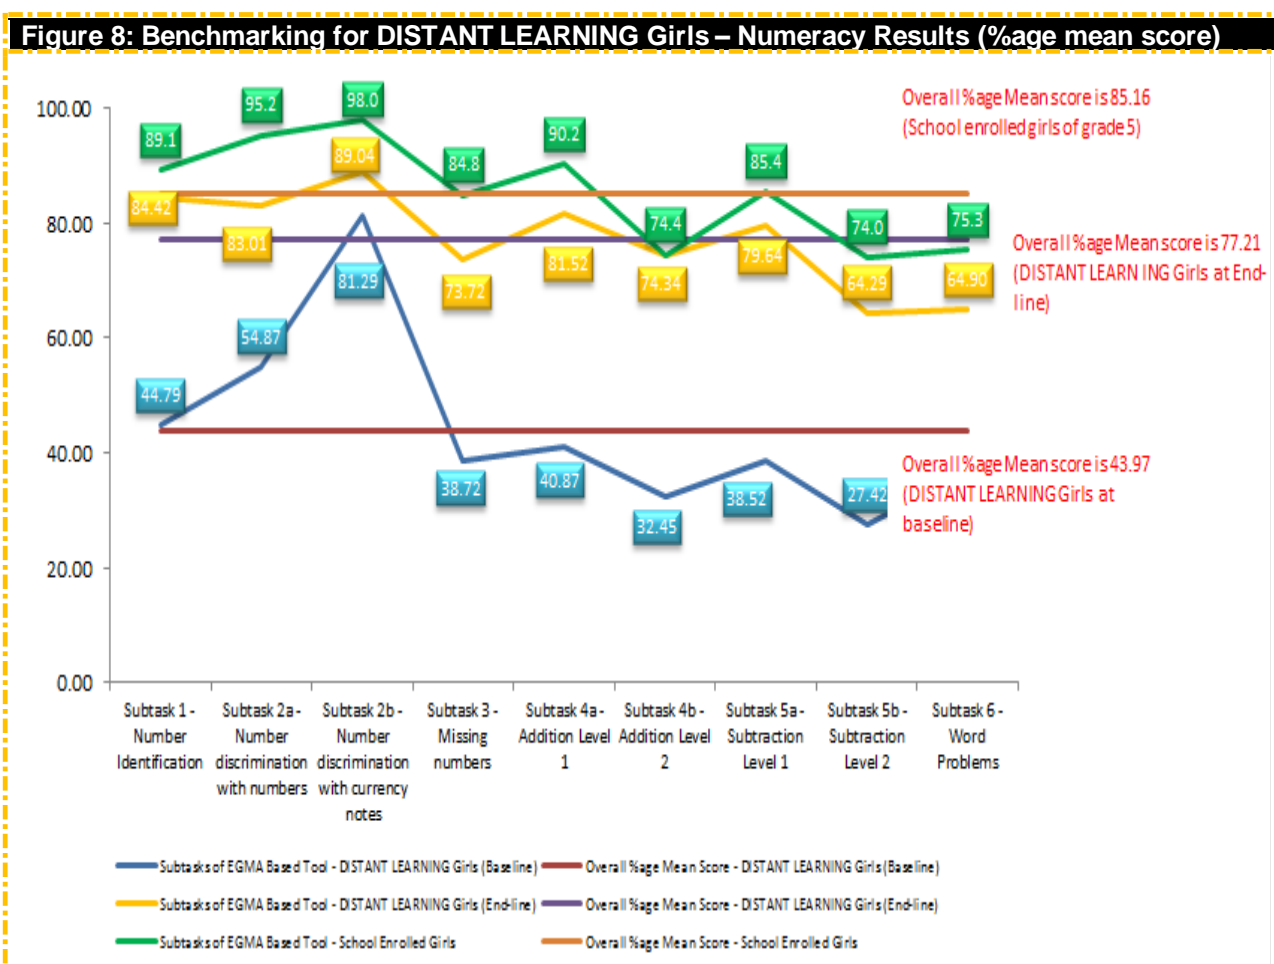 Figure 8: Benchmarking for DISTANT LEARNING Girls – Numeracy Results (%age mean score)
Overall %age Mean score is 85.16
(School enrolled girls of grade 5)
Overall %age Mean score is 77.21
(DISTANT LEARN ING Girls at End-
line)
Overall %age Mean score is 43.97
(DISTANT LEARNING Girls at
baseline)
100.00
80.00
60.00
40.00
20.00
0.00
89.1
95.2
98.0
84.8
90.2
74.4
85.4
74.0
75.3
84.42
83.01
89.04
73.72
81.52
74.34
79.64
64.29
64.90
44.79
54.87
81.29
38.72
40.87
32.45
38.52
27.42
Subtask 1 -
Number
Identification
Subtask 2a -
Number
discrimination
with numbers
Subtask 2b -
Number
discrimination
with currency
notes
Subtask 3 -
Missing
numbers
Subtask 4a -
Addition Level
1
Subtask 4b -
Addition Level
2
Subtask 5a -
Subtraction
Level 1
Subtask 5b -
Subtraction
Level 2
Subtask 6 -
Word
Problems
Subtasks of EGMA Based Tool - DISTANT LEARNING Girls (Baseline)
Overall %age Mean Score - DISTANT LEARNING Girls (Baseline)
Subtasks of EGMA Based Tool - DISTANT LEARNING Girls (End-line)
Overall %age Mean Score - DISTANT LEARNING Girls (End-line)
Subtasks of EGMA Based Tool - School Enrolled Girls
Overall %age Mean Score - School Enrolled Girls